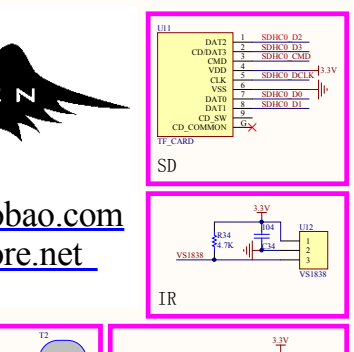 U11
DAT2 1 SDHC0_D2
CD/DAT3 2 SDHC0_D3
CMD 3 SDHC0_CMD
VDD 4 3.3V
CLK 5 SDHC0_DCLK
VSS 6
DAT0 7 SDHC0_D0
DAT1 8 SDHC0_D1
CD_SW 9
CD_COMMON G
TF_CARD
SD
E N
obao.com
ore.net
3.3V
R34
4.7K
104
C34
U12
1
2
3
VS1838
VS1838
IR
T2
3.3V